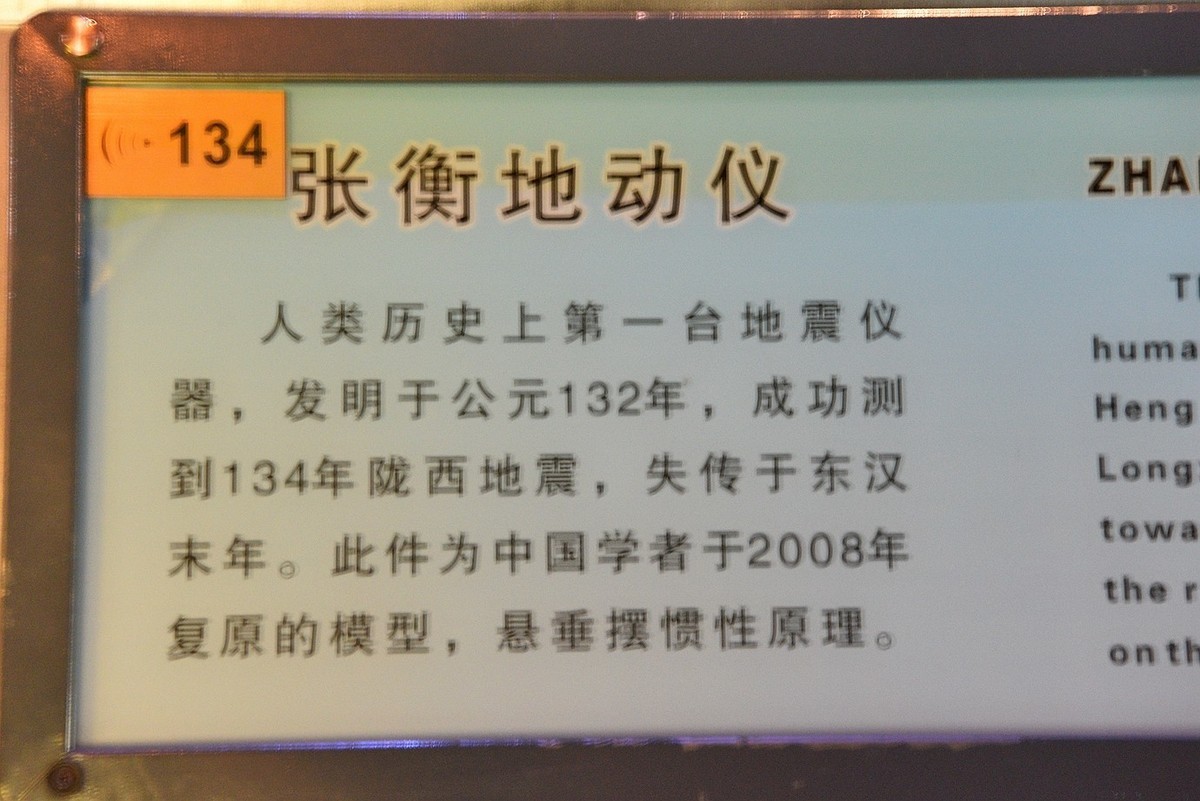 134
张衡地动仪
人类历史上第一台地震仪
器，发明于公元132年，成功测
到134年陇西地震，失传于东汉
末年。此件为中国学者于2008年
复原的模型，悬垂摆惯性原理。
ZHA
T
huma
Heng
Long
towa
the r
on th